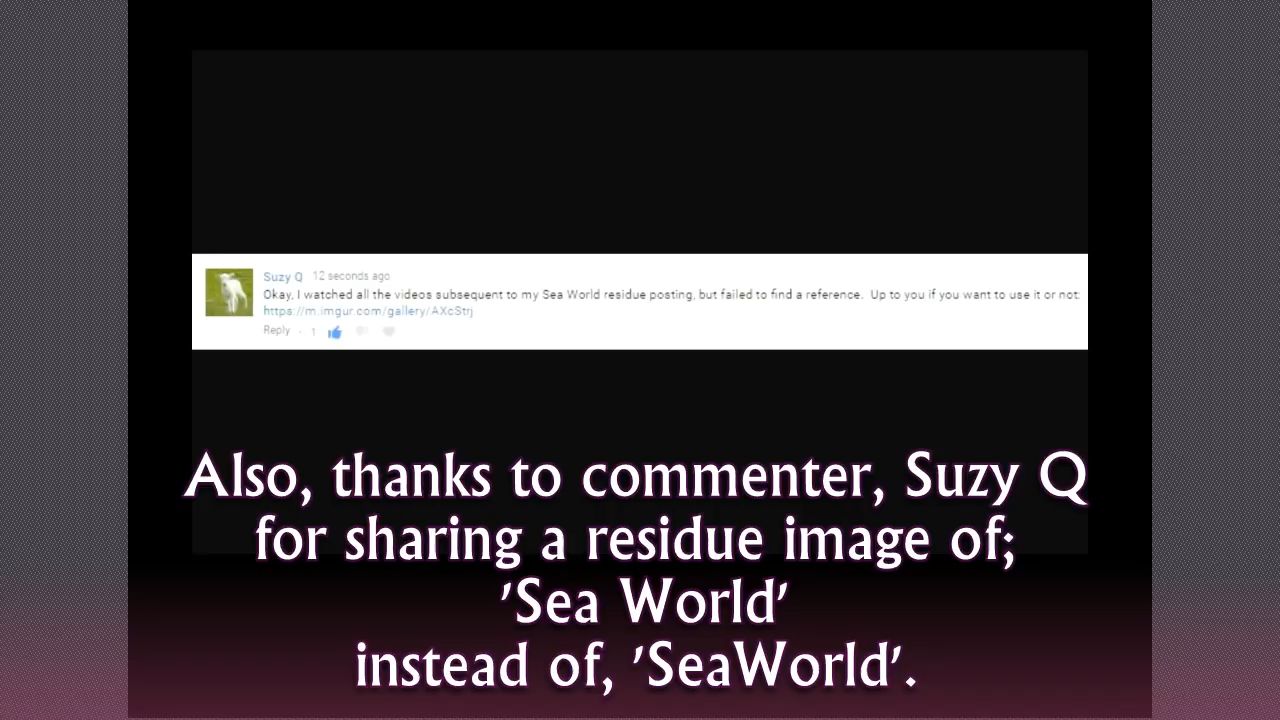 Suzy Q 12 seconds ago
Okay, I watched all the videos subsequent to my Sea World residue posting, but failed to find a reference. Up to you if you want to use it or not:
https://m.imgur.com/gallery/AXcStrj
Reply · 1
Also, thanks to commenter, Suzy Q
for sharing a residue image of;
'Sea World'
instead of, 'SeaWorld'.